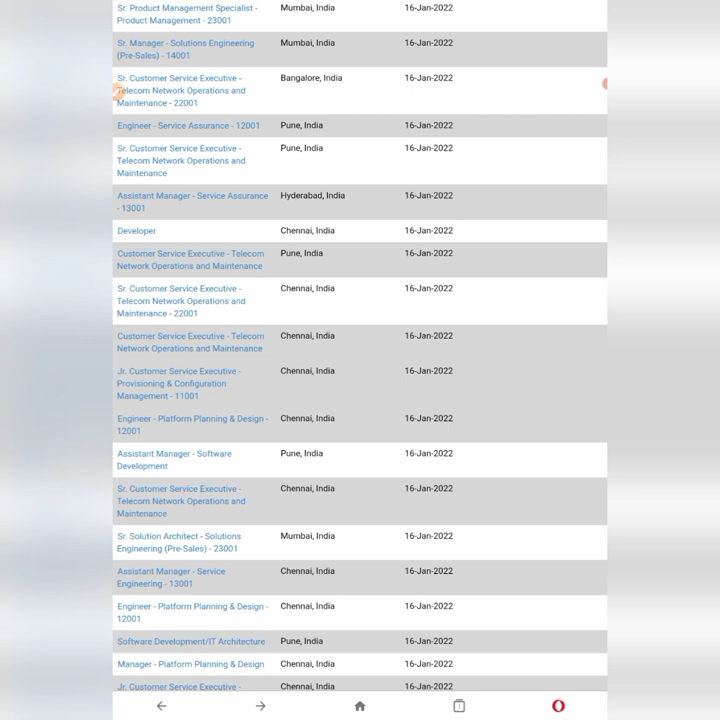 Sr. Product Management Specialist - Mumbai, India 16-Jan-2022
Product Management - 23001
Sr. Manager - Solutions Engineering Mumbai, India 16-Jan-2022
(Pre-Sales) - 14001
Sr. Customer Service Executive - Bangalore, India 16-Jan-2022
Telecom Network Operations and
Maintenance - 22001
Engineer - Service Assurance - 12001 Pune, India 16-Jan-2022
Sr. Customer Service Executive - Pune, India 16-Jan-2022
Telecom Network Operations and
Maintenance
Assistant Manager - Service Assurance Hyderabad, India 16-Jan-2022
- 13001
Developer Chennai, India 16-Jan-2022
Customer Service Executive - Telecom Pune, India 16-Jan-2022
Network Operations and Maintenance
Sr. Customer Service Executive - Chennai, India 16-Jan-2022
Telecom Network Operations and
Maintenance - 22001
Customer Service Executive - Telecom Chennai, India 16-Jan-2022
Network Operations and Maintenance
Jr. Customer Service Executive - Chennai, India 16-Jan-2022
Provisioning & Configuration
Management - 11001
Engineer - Platform Planning & Design - Chennai, India 16-Jan-2022
12001
Assistant Manager - Software Pune, India 16-Jan-2022
Development
Sr. Customer Service Executive - Chennai, India 16-Jan-2022
Telecom Network Operations and
Maintenance
Sr. Solution Architect - Solutions Mumbai, India 16-Jan-2022
Engineering (Pre-Sales) - 23001
Assistant Manager - Service Chennai, India 16-Jan-2022
Engineering - 13001
Engineer - Platform Planning & Design - Chennai, India 16-Jan-2022
12001
Software Development/IT Architecture Pune, India 16-Jan-2022
Manager - Platform Planning & Design Chennai, India 16-Jan-2022
Jr. Customer Service Executive - Chennai, India 16-Jan-2022
1